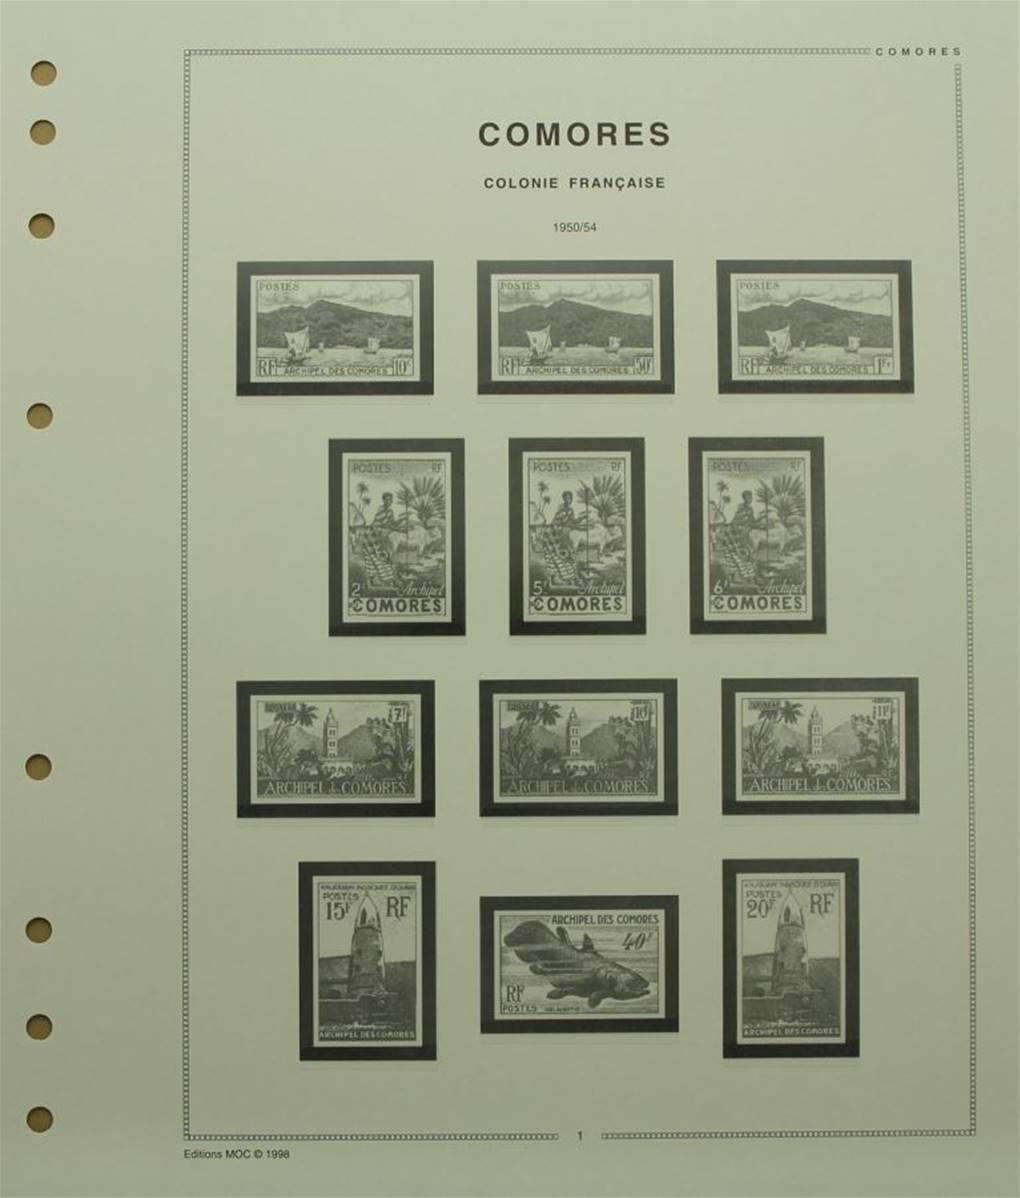 COMORES
COMORES
COLONIE FRANÇAISE
1950/54
POSTES
RF ARCHIPEL DES COMORES 10c
POSTES
RF ARCHIPEL DES COMORES 50c
POSTES
RF ARCHIPEL DES COMORES 1Fr
POSTES RF
2F Archipel
COMORES
POSTES RF
5F Archipel
COMORES
POSTES RF
6F Archipel
COMORES
7F
ARCHIPEL des COMORES
10F
ARCHIPEL des COMORES
11F
ARCHIPEL des COMORES
POSTES
15F RF
ARCHIPEL DES COMORES
ARCHIPEL DES COMORES
40F
RF
POSTES
POSTES
20F RF
ARCHIPEL DES COMORES
1
Editions MOC © 1998